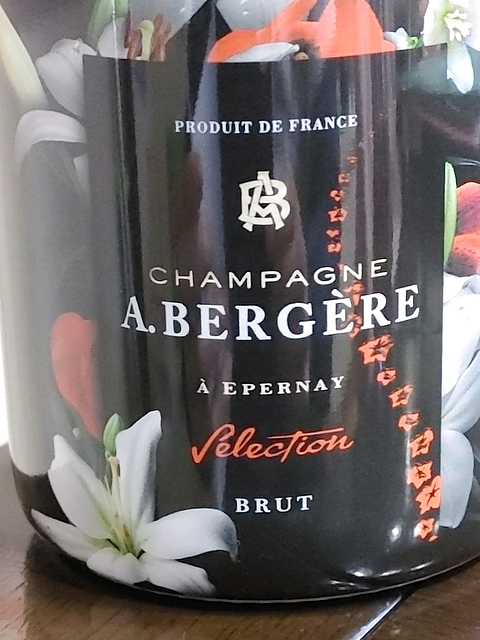 PRODUIT DE FRANCE
AB
CHAMPAGNE
A. BERGÈRE
À EPERNAY
Sélection
BRUT